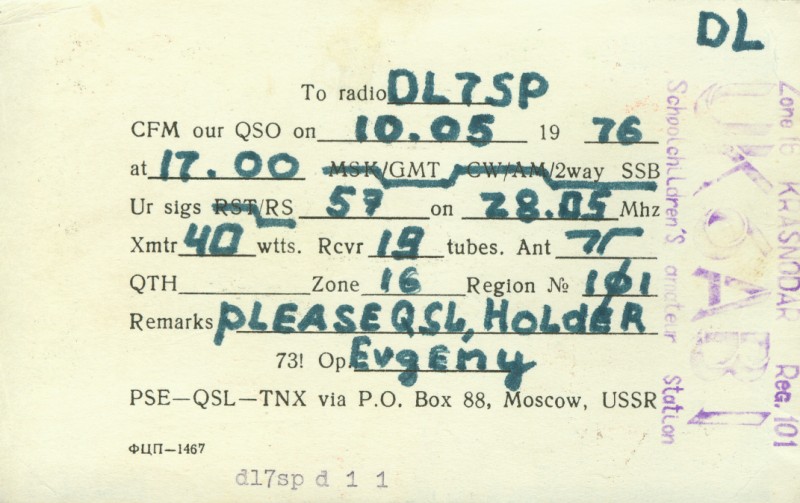 DL
To radio DL7SP
CFM our QSO on 10.05 19 76
at 17.00 MSK/GMT CW/AM/2way SSB
Ur sigs RST/RS 57 on 28.05 Mhz
Xmtr 40 wtts. Rcvr 19 tubes. Ant
QTH Zone 16 Region № 101
Remarks PLEASE QSL, HOLDER
73! Op. Evgeny
PSE—QSL—TNX via P.O. Box 88, Moscow, USSR
ФЦП—1467
dl7sp d 1 1
Zone 16 KRASNODAR Reg. 101
UK6ABI
Schoolchildren's amateur Station